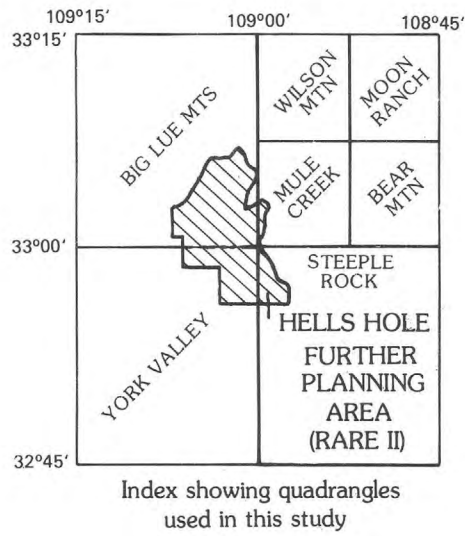 109°15' 109°00' 108°45'
33°15'
WILSON
MTN
MOON
RANCH
BIG LUE MTS
MULE
CREEK
BEAR
MTN
33°00'
STEEPLE
ROCK
YORK VALLEY
HELLS HOLE
FURTHER
PLANNING
AREA
(RARE II)
32°45'
Index showing quadrangles
used in this study